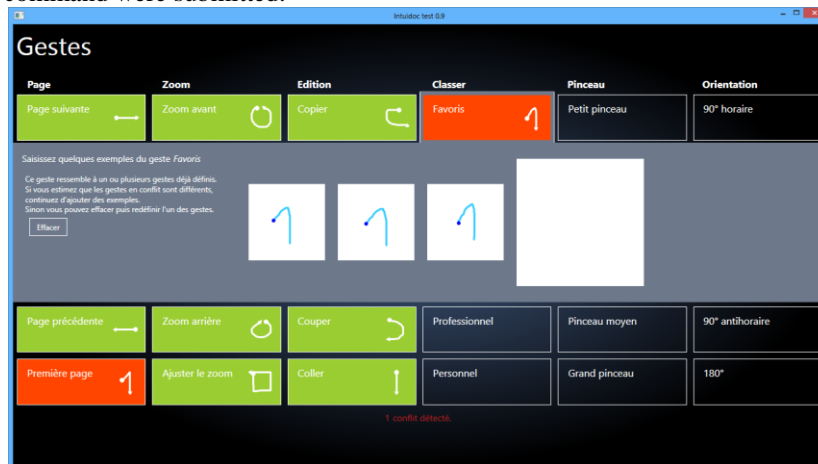 command were submitted.
Intuidoc test 0.9
Gestes
Page Zoom Edition Classer Pinceau Orientation
Page suivante Zoom avant Copier Favoris Petit pinceau 90° horaire
Saisissez quelques exemples du geste Favoris
Ce geste ressemble à un ou plusieurs gestes déjà définis.
Si vous estimez que les gestes en conflit sont différents,
continuez d'ajouter des exemples.
Sinon vous pouvez effacer puis redéfinir l'un des gestes.
Effacer
Page précédente Zoom arrière Couper Professionnel Pinceau moyen 90° antihoraire
Première page Ajuster le zoom Coller Personnel Grand pinceau 180°
1 conflit détecté.